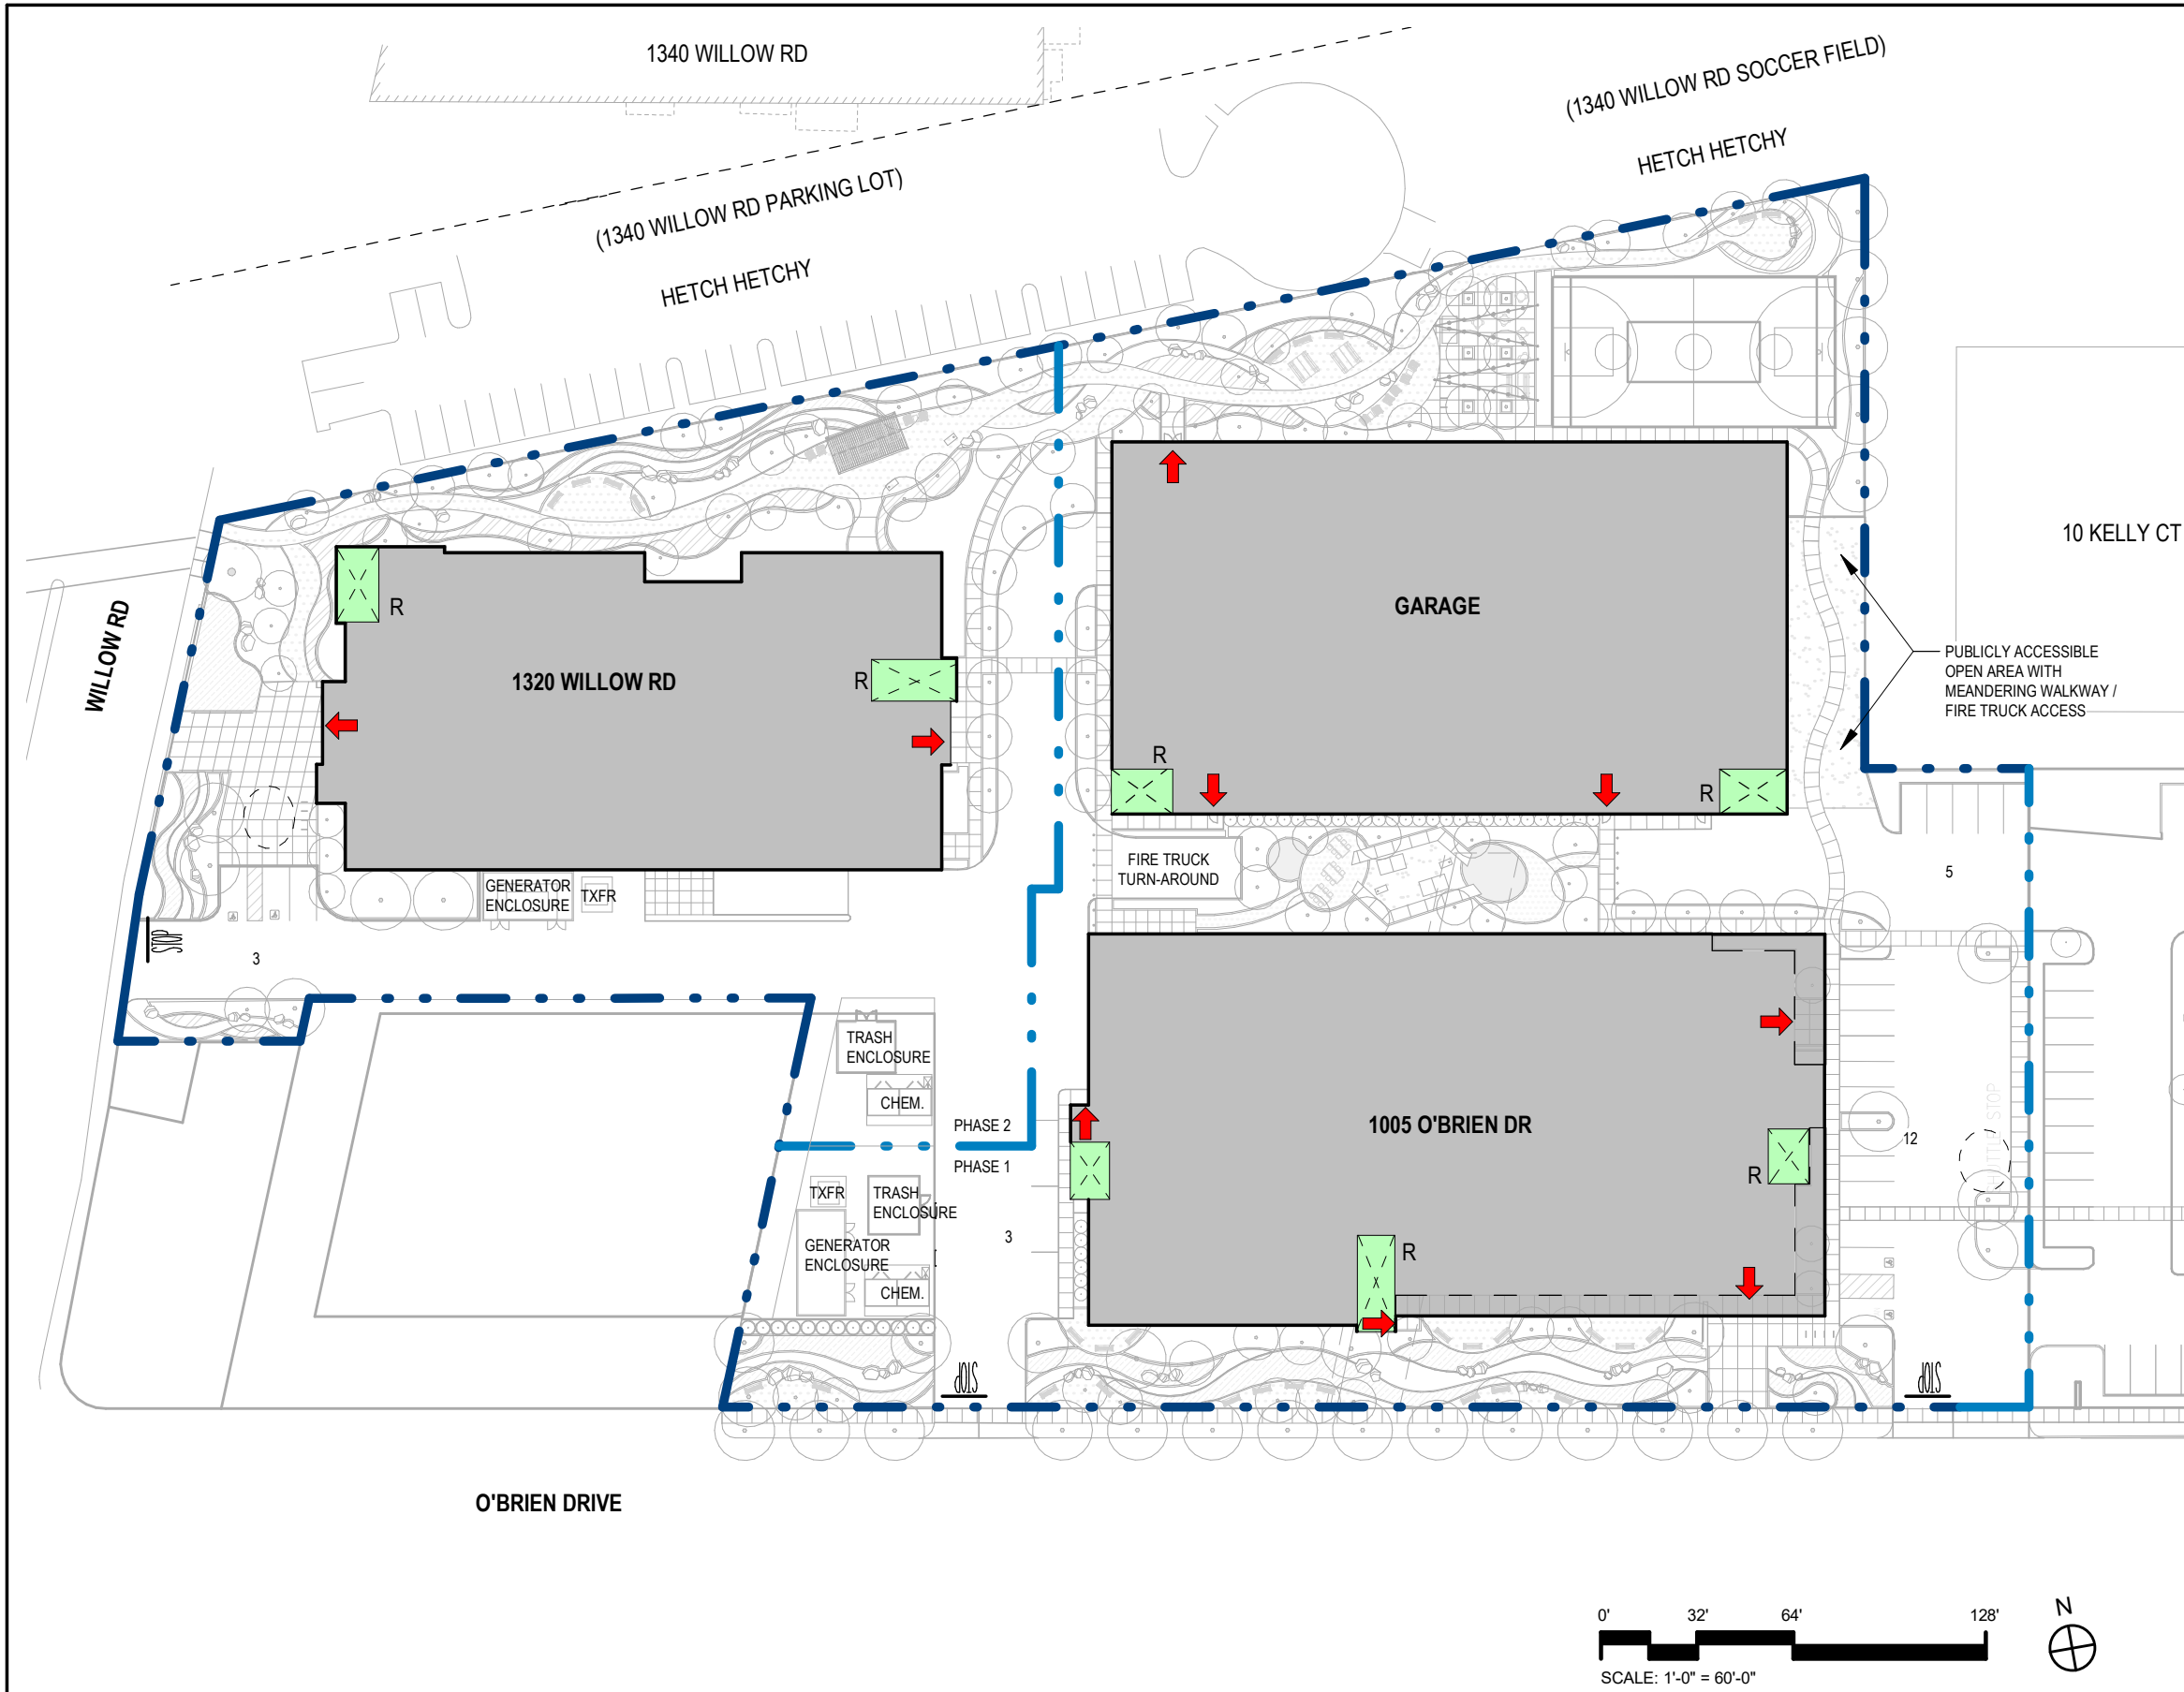 1340 WILLOW RD
(1340 WILLOW RD SOCCER FIELD)
HETCH HETCHY
(1340 WILLOW RD PARKING LOT)
HETCH HETCHY
10 KELLY CT
WILLOW RD
R
1320 WILLOW RD
R
GARAGE
PUBLICLY ACCESSIBLE
OPEN AREA WITH
MEANDERING WALKWAY /
FIRE TRUCK ACCESS
R
R
FIRE TRUCK
TURN-AROUND
5
GENERATOR
ENCLOSURE
TXFR
STOP
3
TRASH
ENCLOSURE
CHEM.
PHASE 2
PHASE 1
1005 O'BRIEN DR
12
SHUTTLE STOP
R
TXFR
TRASH
ENCLOSURE
GENERATOR
ENCLOSURE
CHEM.
3
R
STOP
STOP
O'BRIEN DRIVE
0' 32' 64' 128'
SCALE: 1'-0" = 60'-0"
N